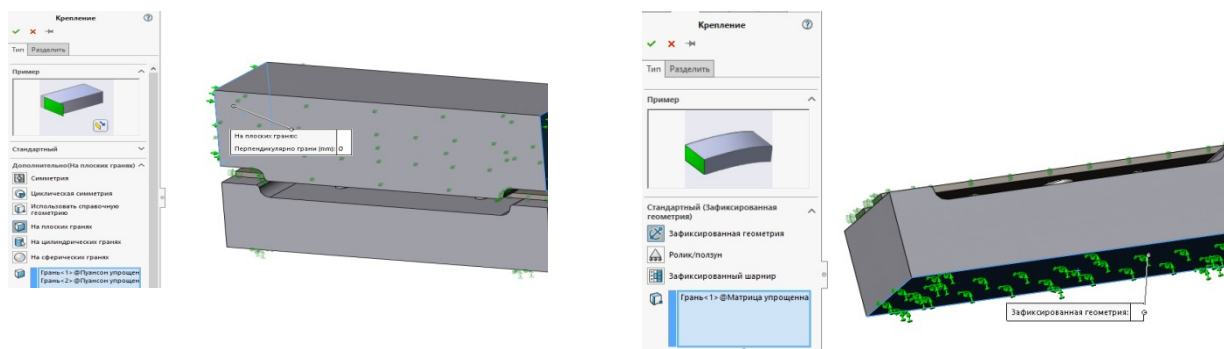 Крепление
Тип Разделить
Пример
Стандартный
Дополнительно(На плоских гранях)
Симметрия
Циклическая симметрия
Использовать справочную
геометрию
На плоских гранях
На цилиндрических гранях
На сферических гранях
Грань<1>@Пуансон упрощен
Грань<2>@Пуансон упрощен
На плоских гранях:
Перпендикулярно грани (mm): 0
Крепление
Тип Разделить
Пример
Стандартный (Зафиксированная
геометрия)
Зафиксированная геометрия
Ролик/ползун
Зафиксированный шарнир
Грань<1>@Матрица упрощенна
Зафиксированная геометрия: